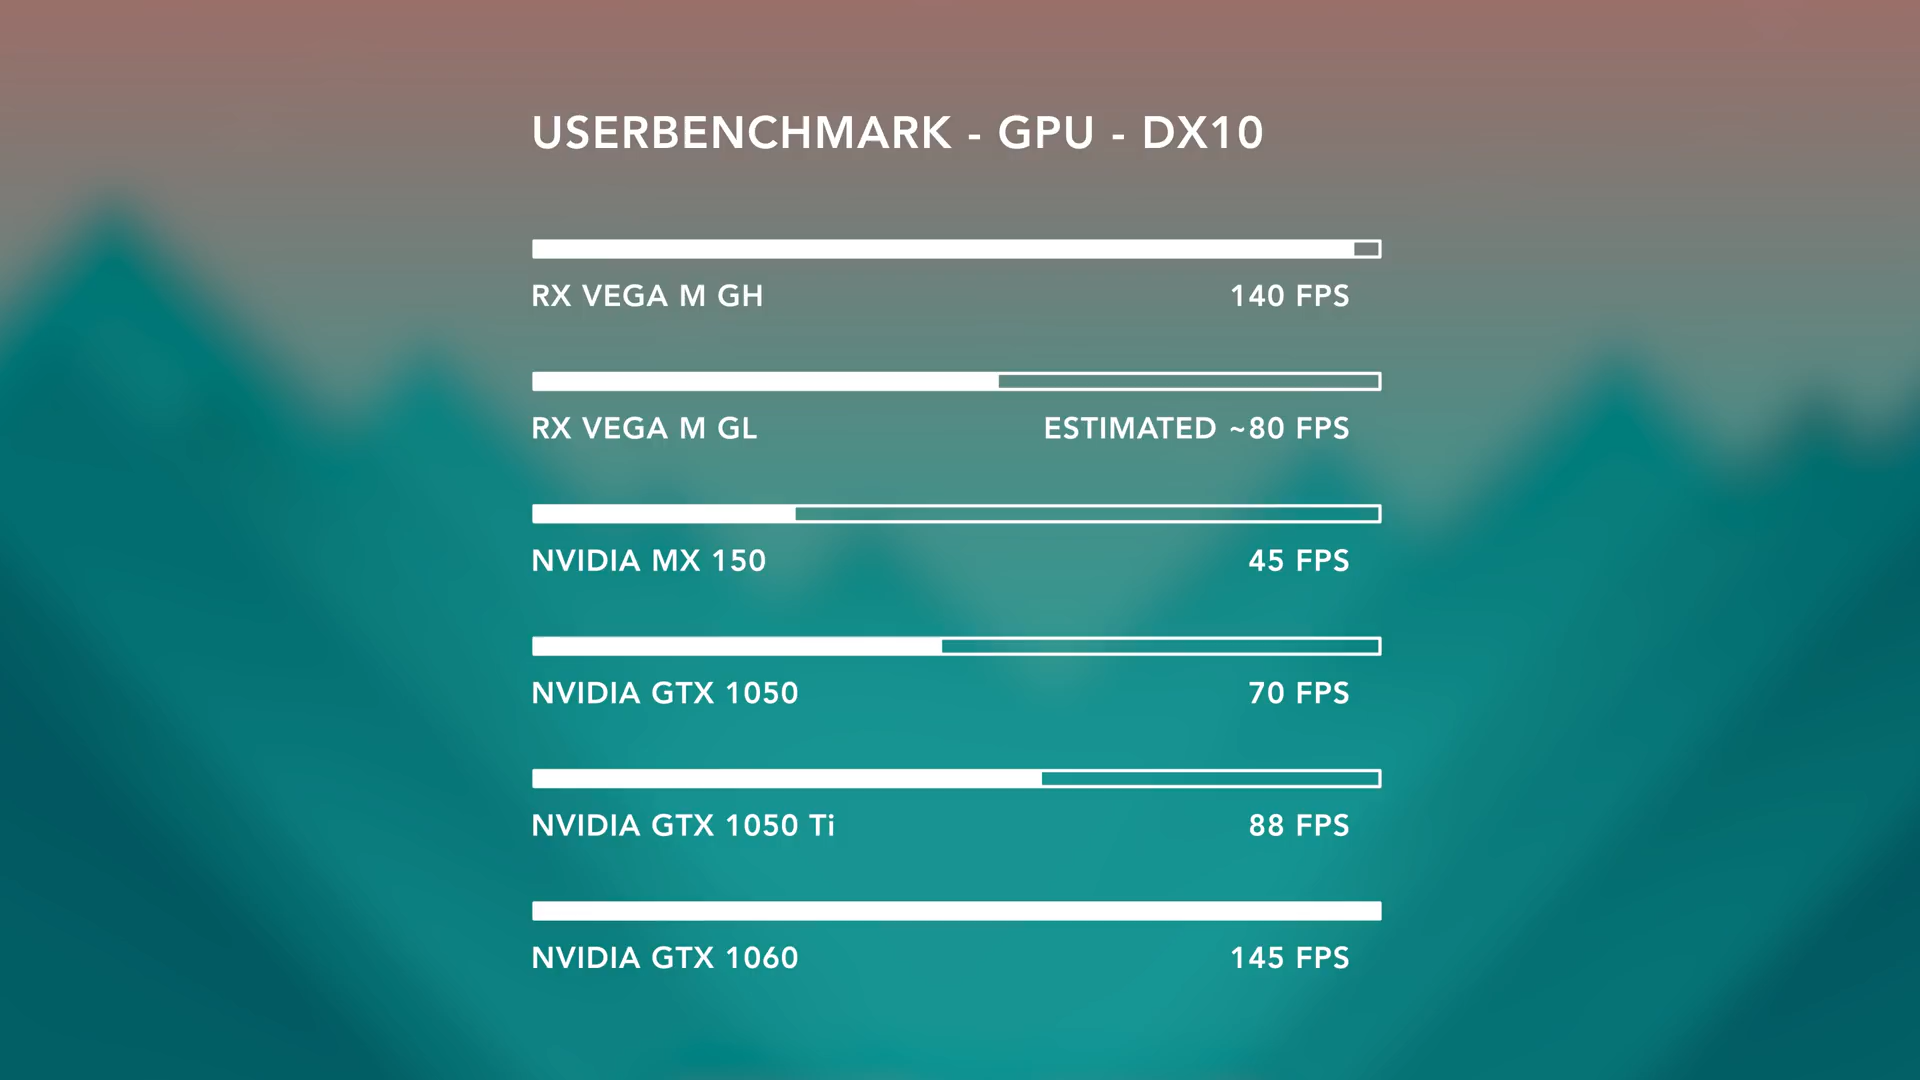 USERBENCHMARK - GPU - DX10
RX VEGA M GH 140 FPS
RX VEGA M GL ESTIMATED ~80 FPS
NVIDIA MX 150 45 FPS
NVIDIA GTX 1050 70 FPS
NVIDIA GTX 1050 Ti 88 FPS
NVIDIA GTX 1060 145 FPS